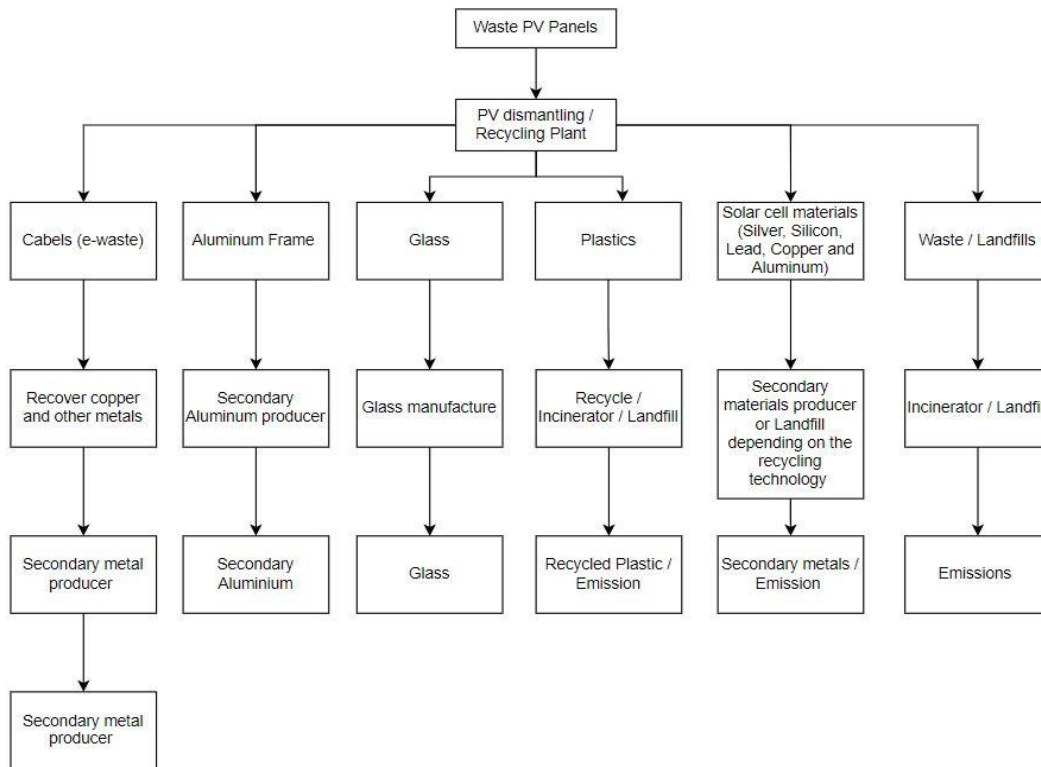 Waste PV Panels
PV dismantling /
Recycling Plant
Cabels (e-waste)
Aluminum Frame
Glass
Plastics
Solar cell materials
(Silver, Silicon,
Lead, Copper and
Aluminum)
Waste / Landfills
Recover copper
and other metals
Secondary
Aluminum producer
Glass manufacture
Recycle /
Incinerator / Landfill
Secondary
materials producer
or Landfill
depending on the
recycling
technology
Incinerator / Landfil
Secondary metal
producer
Secondary
Aluminium
Glass
Recycled Plastic /
Emission
Secondary metals /
Emission
Emissions
Secondary metal
producer